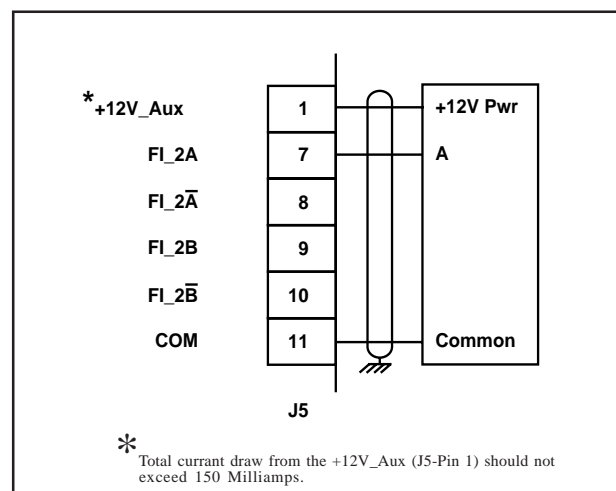 *+12V_Aux 1 +12V Pwr
FI_2A 7 A
FI_2A̅ 8
FI_2B 9
FI_2B̅ 10
COM 11 Common
J5
* Total currant draw from the +12V_Aux (J5-Pin 1) should not
exceed 150 Milliamps.